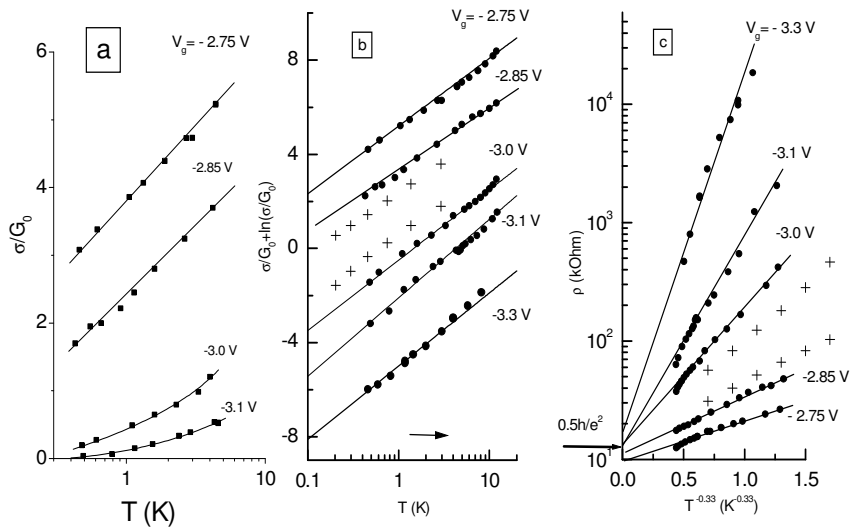 a
V_g = - 2.75 V
-2.85 V
-3.0 V
-3.1 V
σ/G_0
6
4
2
0
1
10
T (K)
b
V_g = - 2.75 V
-2.85 V
-3.0 V
-3.1 V
-3.3 V
σ/G_0+ln(σ/G_0)
8
4
0
-4
-8
0.1
1
10
T (K)
c
V_g = - 3.3 V
-3.1 V
-3.0 V
-2.85 V
- 2.75 V
ρ (kOhm)
10^4
10^3
10^2
10^1
0.5h/e^2
0.0
0.5
1.0
1.5
T^-0.33 (K^-0.33)